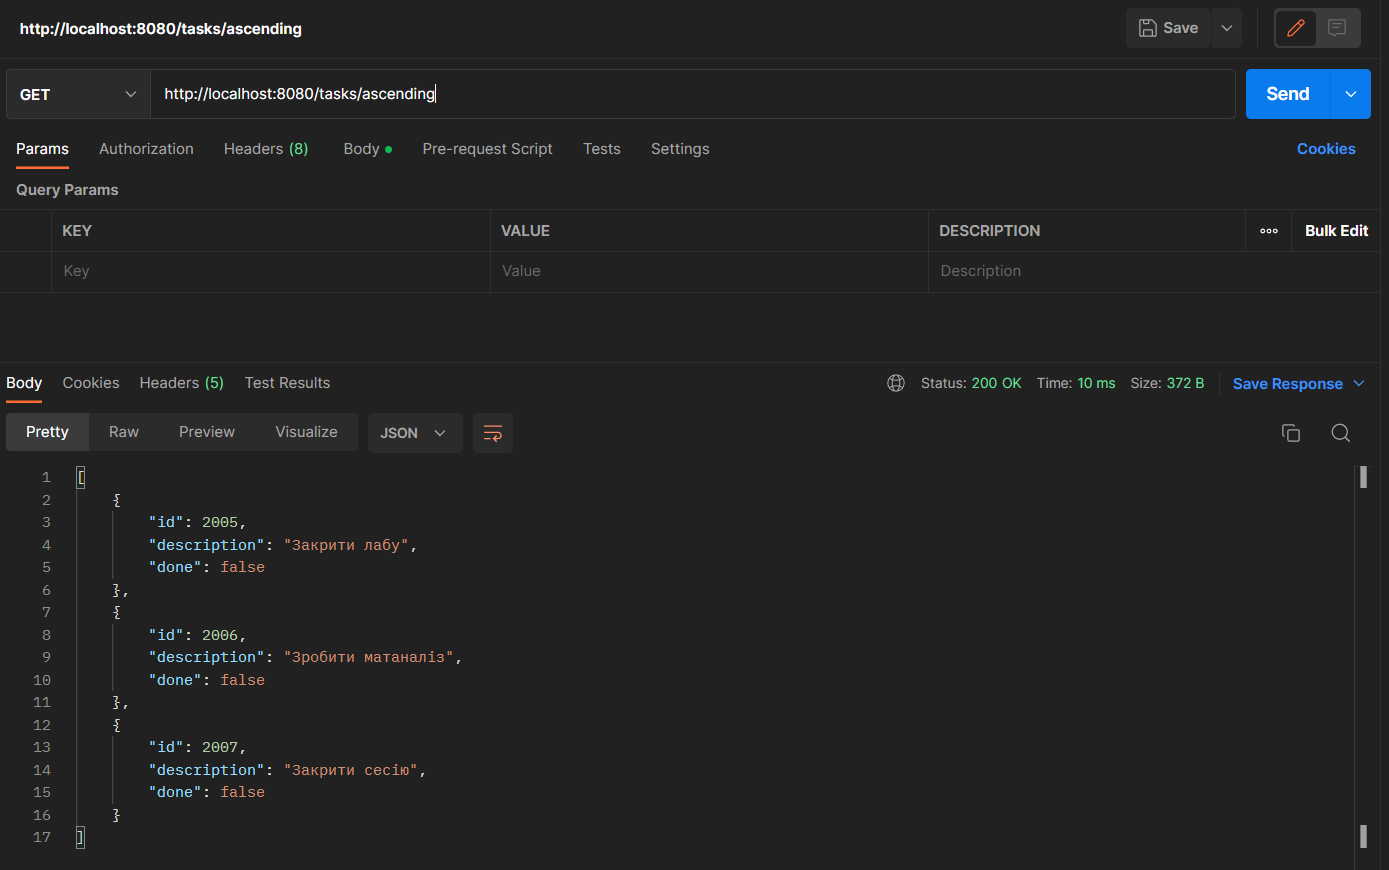 http://localhost:8080/tasks/ascending
Save
GET
http://localhost:8080/tasks/ascending
Send
Params Authorization Headers (8) Body Pre-request Script Tests Settings Cookies
Query Params
KEY VALUE DESCRIPTION Bulk Edit
Key Value Description
Body Cookies Headers (5) Test Results Status: 200 OK Time: 10 ms Size: 372 B Save Response
Pretty Raw Preview Visualize JSON
1 [
2 {
3 "id": 2005,
4 "description": "Закрити лабу",
5 "done": false
6 },
7 {
8 "id": 2006,
9 "description": "Зробити матаналіз",
10 "done": false
11 },
12 {
13 "id": 2007,
14 "description": "Закрити сесію",
15 "done": false
16 }
17 ]